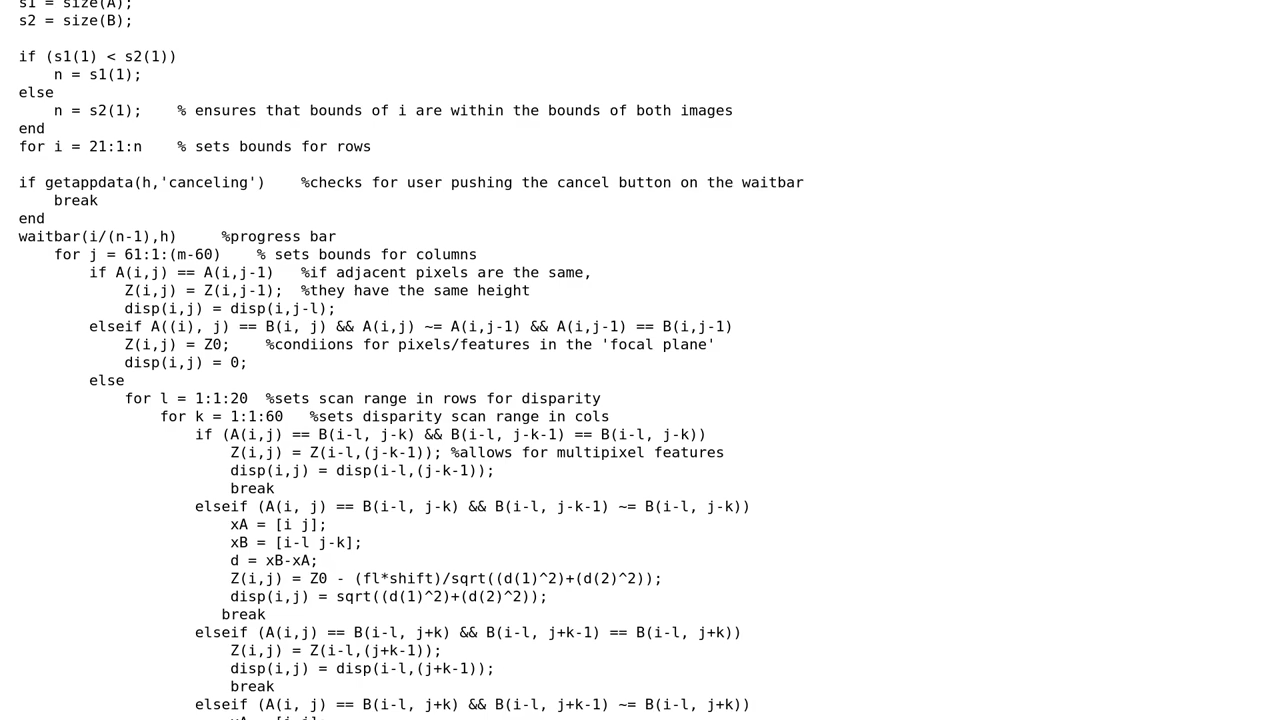 s1 = size(A);
s2 = size(B);
if (s1(1) < s2(1))
n = s1(1);
else
n = s2(1);    % ensures that bounds of i are within the bounds of both images
end
for i = 21:1:n    % sets bounds for rows
if getappdata(h,'canceling')    %checks for user pushing the cancel button on the waitbar
break
end
waitbar(i/(n-1),h)     %progress bar
for j = 61:1:(m-60)    % sets bounds for columns
if A(i,j) == A(i,j-1)   %if adjacent pixels are the same,
Z(i,j) = Z(i,j-1);  %they have the same height
disp(i,j) = disp(i,j-l);
elseif A((i), j) == B(i, j) && A(i,j) ~= A(i,j-1) && A(i,j-1) == B(i,j-1)
Z(i,j) = Z0;    %condiions for pixels/features in the 'focal plane'
disp(i,j) = 0;
else
for l = 1:1:20  %sets scan range in rows for disparity
for k = 1:1:60   %sets disparity scan range in cols
if (A(i,j) == B(i-l, j-k) && B(i-l, j-k-1) == B(i-l, j-k))
Z(i,j) = Z(i-l,(j-k-1)); %allows for multipixel features
disp(i,j) = disp(i-l,(j-k-1));
break
elseif (A(i, j) == B(i-l, j-k) && B(i-l, j-k-1) ~= B(i-l, j-k))
xA = [i j];
xB = [i-l j-k];
d = xB-xA;
Z(i,j) = Z0 - (fl*shift)/sqrt((d(1)^2)+(d(2)^2));
disp(i,j) = sqrt((d(1)^2)+(d(2)^2));
break
elseif (A(i,j) == B(i-l, j+k) && B(i-l, j+k-1) == B(i-l, j+k))
Z(i,j) = Z(i-l,(j+k-1));
disp(i,j) = disp(i-l,(j+k-1));
break
elseif (A(i, j) == B(i-l, j+k) && B(i-l, j+k-1) ~= B(i-l, j+k))